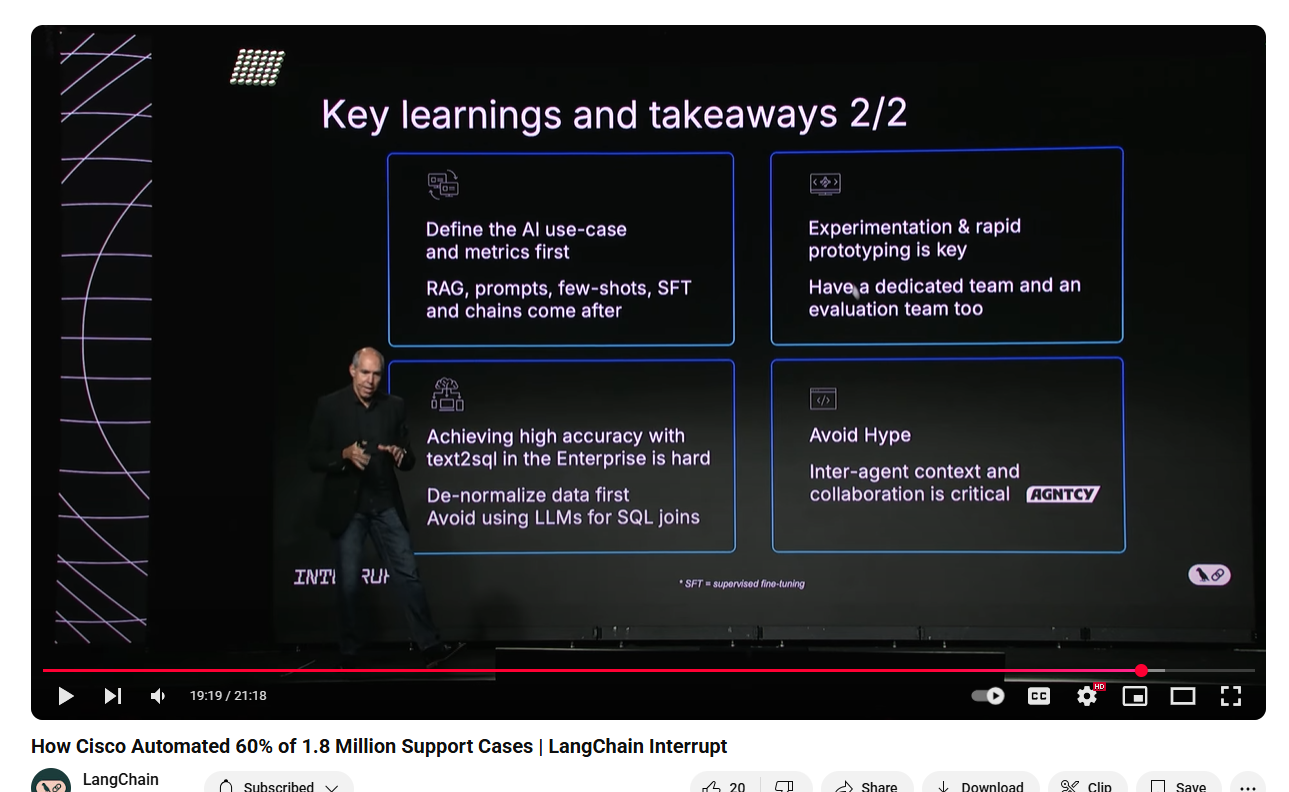 Key learnings and takeaways 2/2
Define the AI use-case
and metrics first
RAG, prompts, few-shots, SFT
and chains come after
Experimentation & rapid
prototyping is key
Have a dedicated team and an
evaluation team too
Achieving high accuracy with
text2sql in the Enterprise is hard
De-normalize data first
Avoid using LLMs for SQL joins
Avoid Hype
Inter-agent context and
collaboration is critical AGNTCY
* SFT = supervised fine-tuning
19:19 / 21:18
CC
HD
How Cisco Automated 60% of 1.8 Million Support Cases | LangChain Interrupt
LangChain
Subscribed
20
Share
Download
Clip
Save